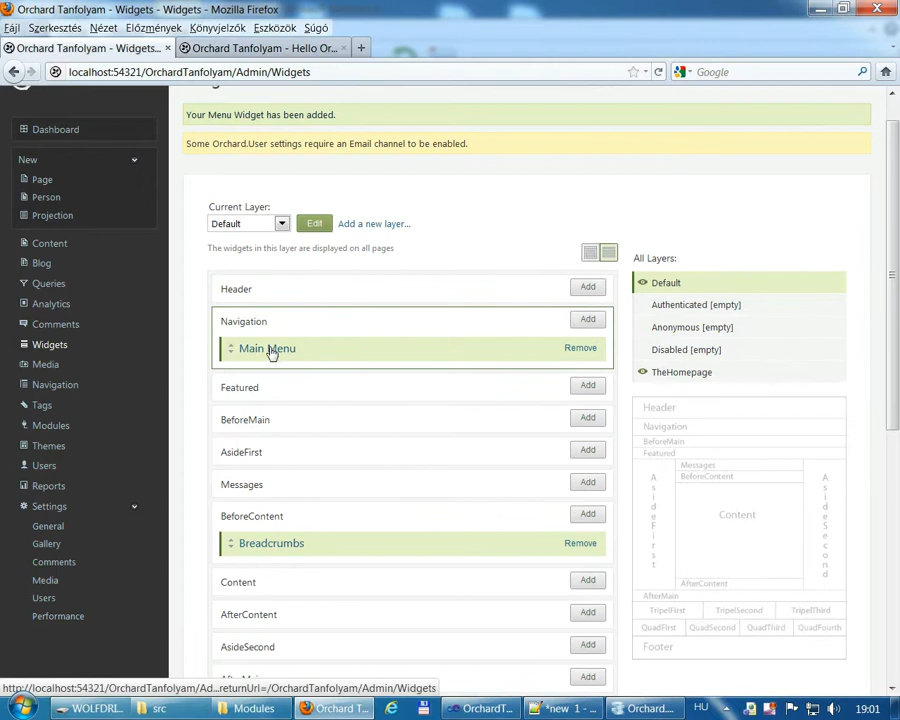 Orchard Tanfolyam - Widgets - Widgets - Mozilla Firefox
Fájl Szerkesztés Nézet Előzmények Könyvjelzők Eszközök Súgó
Orchard Tanfolyam - Widgets... × Orchard Tanfolyam - Hello Or... × +
localhost:54321/OrchardTanfolyam/Admin/Widgets Google
Your Menu Widget has been added.
Some Orchard.User settings require an Email channel to be enabled.
Dashboard
New
Page
Person
Projection
Content
Blog
Queries
Analytics
Comments
Widgets
Media
Navigation
Tags
Modules
Themes
Users
Reports
Settings
General
Gallery
Comments
Media
Users
Performance
Current Layer:
Default Edit Add a new layer...
The widgets in this layer are displayed on all pages
Header Add
Navigation Add
Main Menu Remove
Featured Add
BeforeMain Add
AsideFirst Add
Messages Add
BeforeContent Add
Breadcrumbs Remove
Content Add
AfterContent Add
AsideSecond Add
Add
All Layers:
Default
Authenticated [empty]
Anonymous [empty]
Disabled [empty]
TheHomepage
Header
Navigation
BeforeMain
Featured
AsideFirst
Messages
BeforeContent
Content
AfterContent
AsideSecond
AfterMain
TripelFirst TripelSecond TripelThird
QuadFirst QuadSecond QuadThird QuadFourth
Footer
http://localhost:54321/OrchardTanfolyam/Ad...returnUrl=/OrchardTanfolyam/Admin/Widgets
WOLFDRI... src Modules Orchard T... OrchardT... *new 1 - ... Orchard... HU 19:01